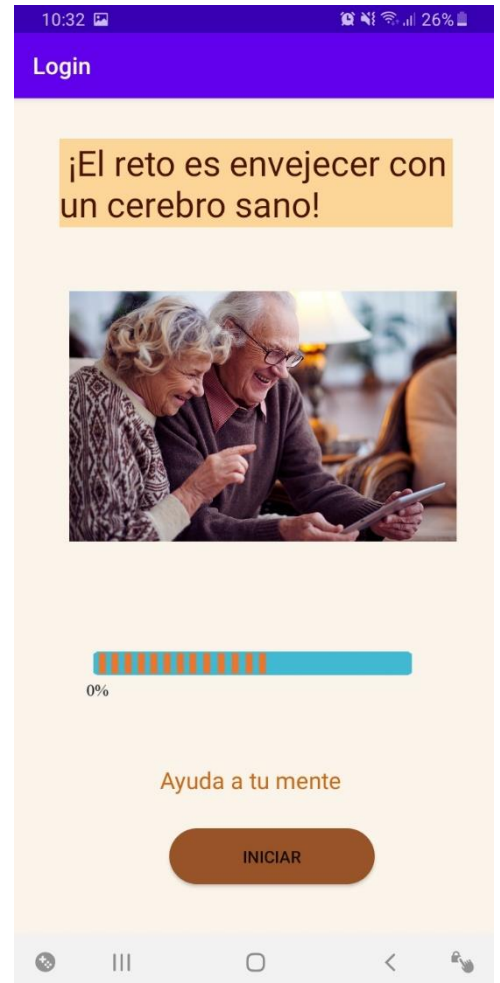 10:32 26%
Login
¡El reto es envejecer con
un cerebro sano!
0%
Ayuda a tu mente
INICIAR